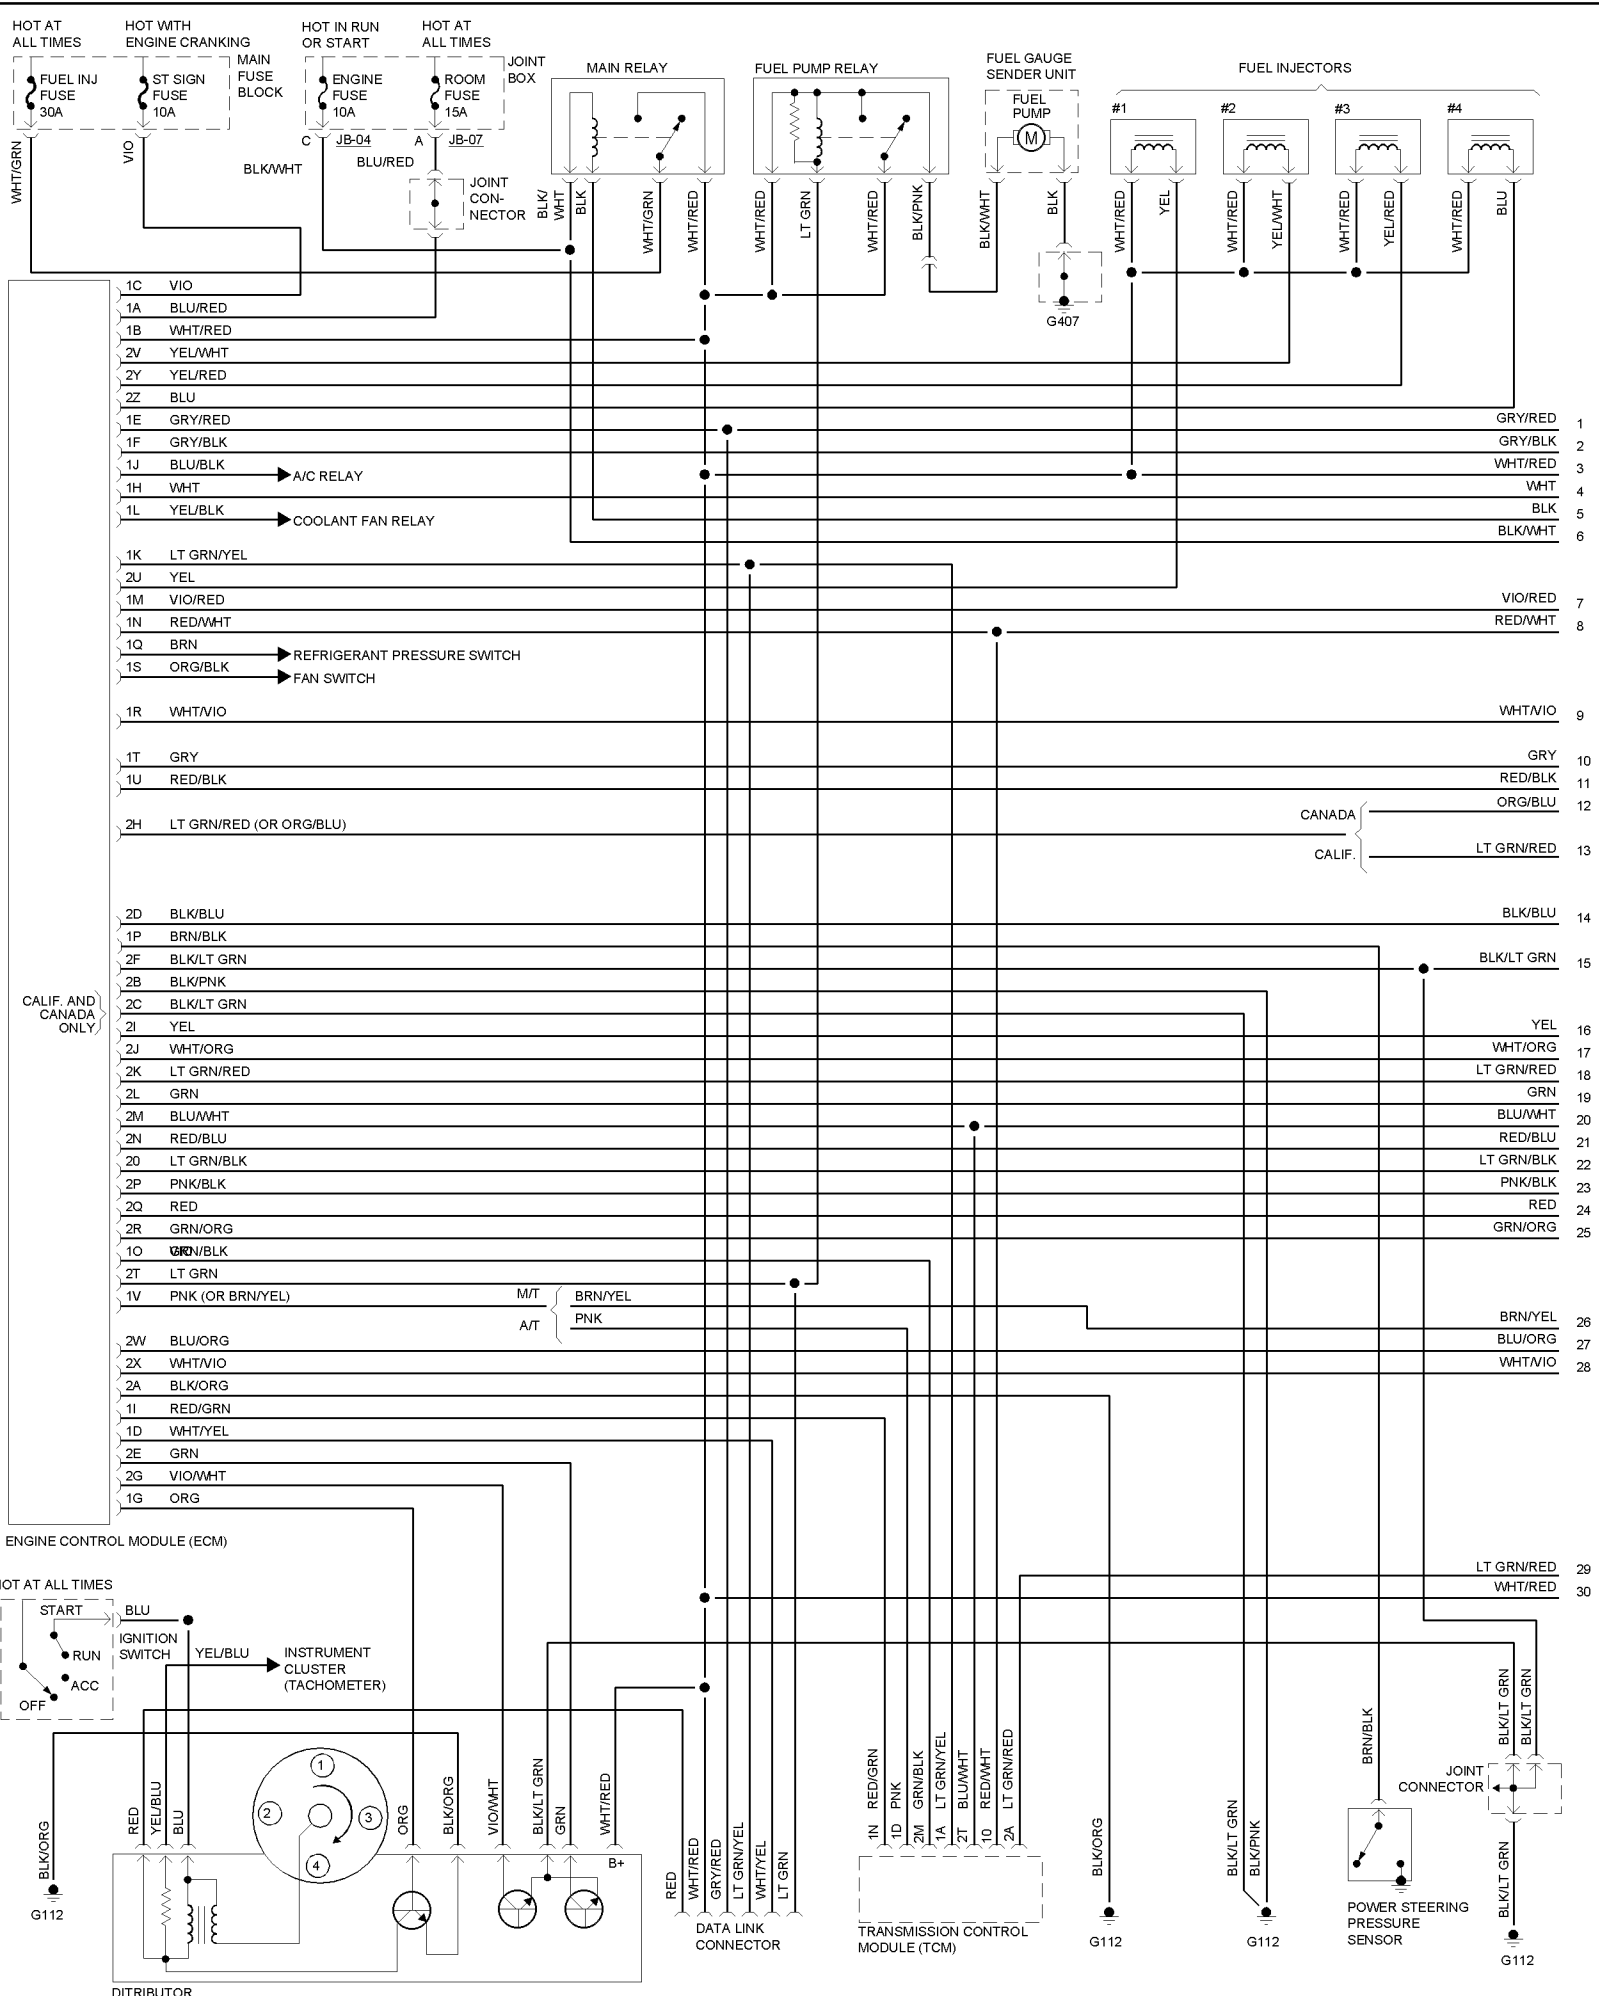 HOT AT
ALL TIMES
HOT WITH
ENGINE CRANKING
HOT IN RUN
OR START
HOT AT
ALL TIMES
FUEL INJ
FUSE
30A
ST SIGN
FUSE
10A
MAIN
FUSE
BLOCK
ENGINE
FUSE
10A
ROOM
FUSE
15A
JOINT
BOX
MAIN RELAY
FUEL PUMP RELAY
FUEL GAUGE
SENDER UNIT
FUEL
PUMP
M
FUEL INJECTORS
#1
#2
#3
#4
C
JB-04
A
JB-07
WHT/GRN
VIO
BLK/WHT
BLU/RED
JOINT
CON-
NECTOR
BLK/
WHT
BLK
WHT/GRN
WHT/RED
WHT/RED
LT GRN
WHT/RED
BLK/PNK
BLK/WHT
BLK
WHT/RED
YEL
WHT/RED
YEL/WHT
WHT/RED
YEL/RED
WHT/RED
BLU
G407
1C VIO
1A BLU/RED
1B WHT/RED
2V YEL/WHT
2Y YEL/RED
2Z BLU
1E GRY/RED
GRY/RED 1
1F GRY/BLK
GRY/BLK 2
1J BLU/BLK
A/C RELAY
WHT/RED 3
1H WHT
WHT 4
1L YEL/BLK
COOLANT FAN RELAY
BLK 5
BLK/WHT 6
1K LT GRN/YEL
2U YEL
1M VIO/RED
VIO/RED 7
1N RED/WHT
RED/WHT 8
1Q BRN
REFRIGERANT PRESSURE SWITCH
1S ORG/BLK
FAN SWITCH
1R WHT/VIO
WHT/VIO 9
1T GRY
GRY 10
1U RED/BLK
RED/BLK 11
CANADA
ORG/BLU 12
2H LT GRN/RED (OR ORG/BLU)
CALIF.
LT GRN/RED 13
2D BLK/BLU
BLK/BLU 14
1P BRN/BLK
2F BLK/LT GRN
BLK/LT GRN 15
2B BLK/PNK
CALIF. AND
CANADA
ONLY
2C BLK/LT GRN
2I YEL
YEL 16
2J WHT/ORG
WHT/ORG 17
2K LT GRN/RED
LT GRN/RED 18
2L GRN
GRN 19
2M BLU/WHT
BLU/WHT 20
2N RED/BLU
RED/BLU 21
20 LT GRN/BLK
LT GRN/BLK 22
2P PNK/BLK
PNK/BLK 23
2Q RED
RED 24
2R GRN/ORG
GRN/ORG 25
1O GRN/BLK
2T LT GRN
1V PNK (OR BRN/YEL)
M/T
BRN/YEL
A/T
PNK
BRN/YEL 26
2W BLU/ORG
BLU/ORG 27
2X WHT/VIO
WHT/VIO 28
2A BLK/ORG
1I RED/GRN
1D WHT/YEL
2E GRN
2G VIO/WHT
1G ORG
ENGINE CONTROL MODULE (ECM)
LT GRN/RED 29
WHT/RED 30
OT AT ALL TIMES
START
RUN
ACC
OFF
BLU
IGNITION
SWITCH
YEL/BLU
INSTRUMENT
CLUSTER
(TACHOMETER)
BLK/ORG
G112
RED
YEL/BLU
BLU
1
2
3
4
ORG
BLK/ORG
VIO/WHT
BLK/LT GRN
GRN
WHT/RED
B+
DITRIBUTOR
RED
WHT/RED
GRY/RED
LT GRN/YEL
WHT/YEL
LT GRN
DATA LINK
CONNECTOR
1N RED/GRN
1D PNK
2M GRN/BLK
1A LT GRN/YEL
2T BLU/WHT
10 RED/WHT
2A LT GRN/RED
TRANSMISSION CONTROL
MODULE (TCM)
BLK/ORG
G112
BLK/LT GRN
BLK/PNK
G112
BRN/BLK
POWER STEERING
PRESSURE
SENSOR
BLK/LT GRN
BLK/LT GRN
JOINT
CONNECTOR
BLK/LT GRN
G112